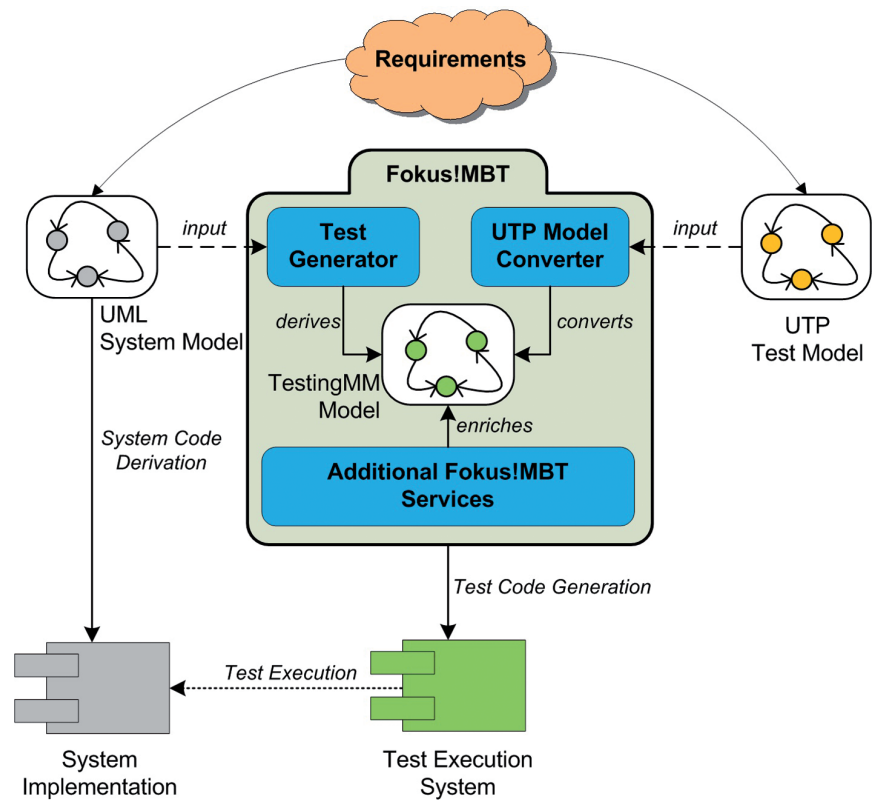 Requirements
Fokus!MBT
input
Test
Generator
UTP Model
Converter
input
UML
System Model
derives
converts
UTP
Test Model
TestingMM
Model
enriches
System Code
Derivation
Additional Fokus!MBT
Services
Test Code Generation
Test Execution
System
Implementation
Test Execution
System